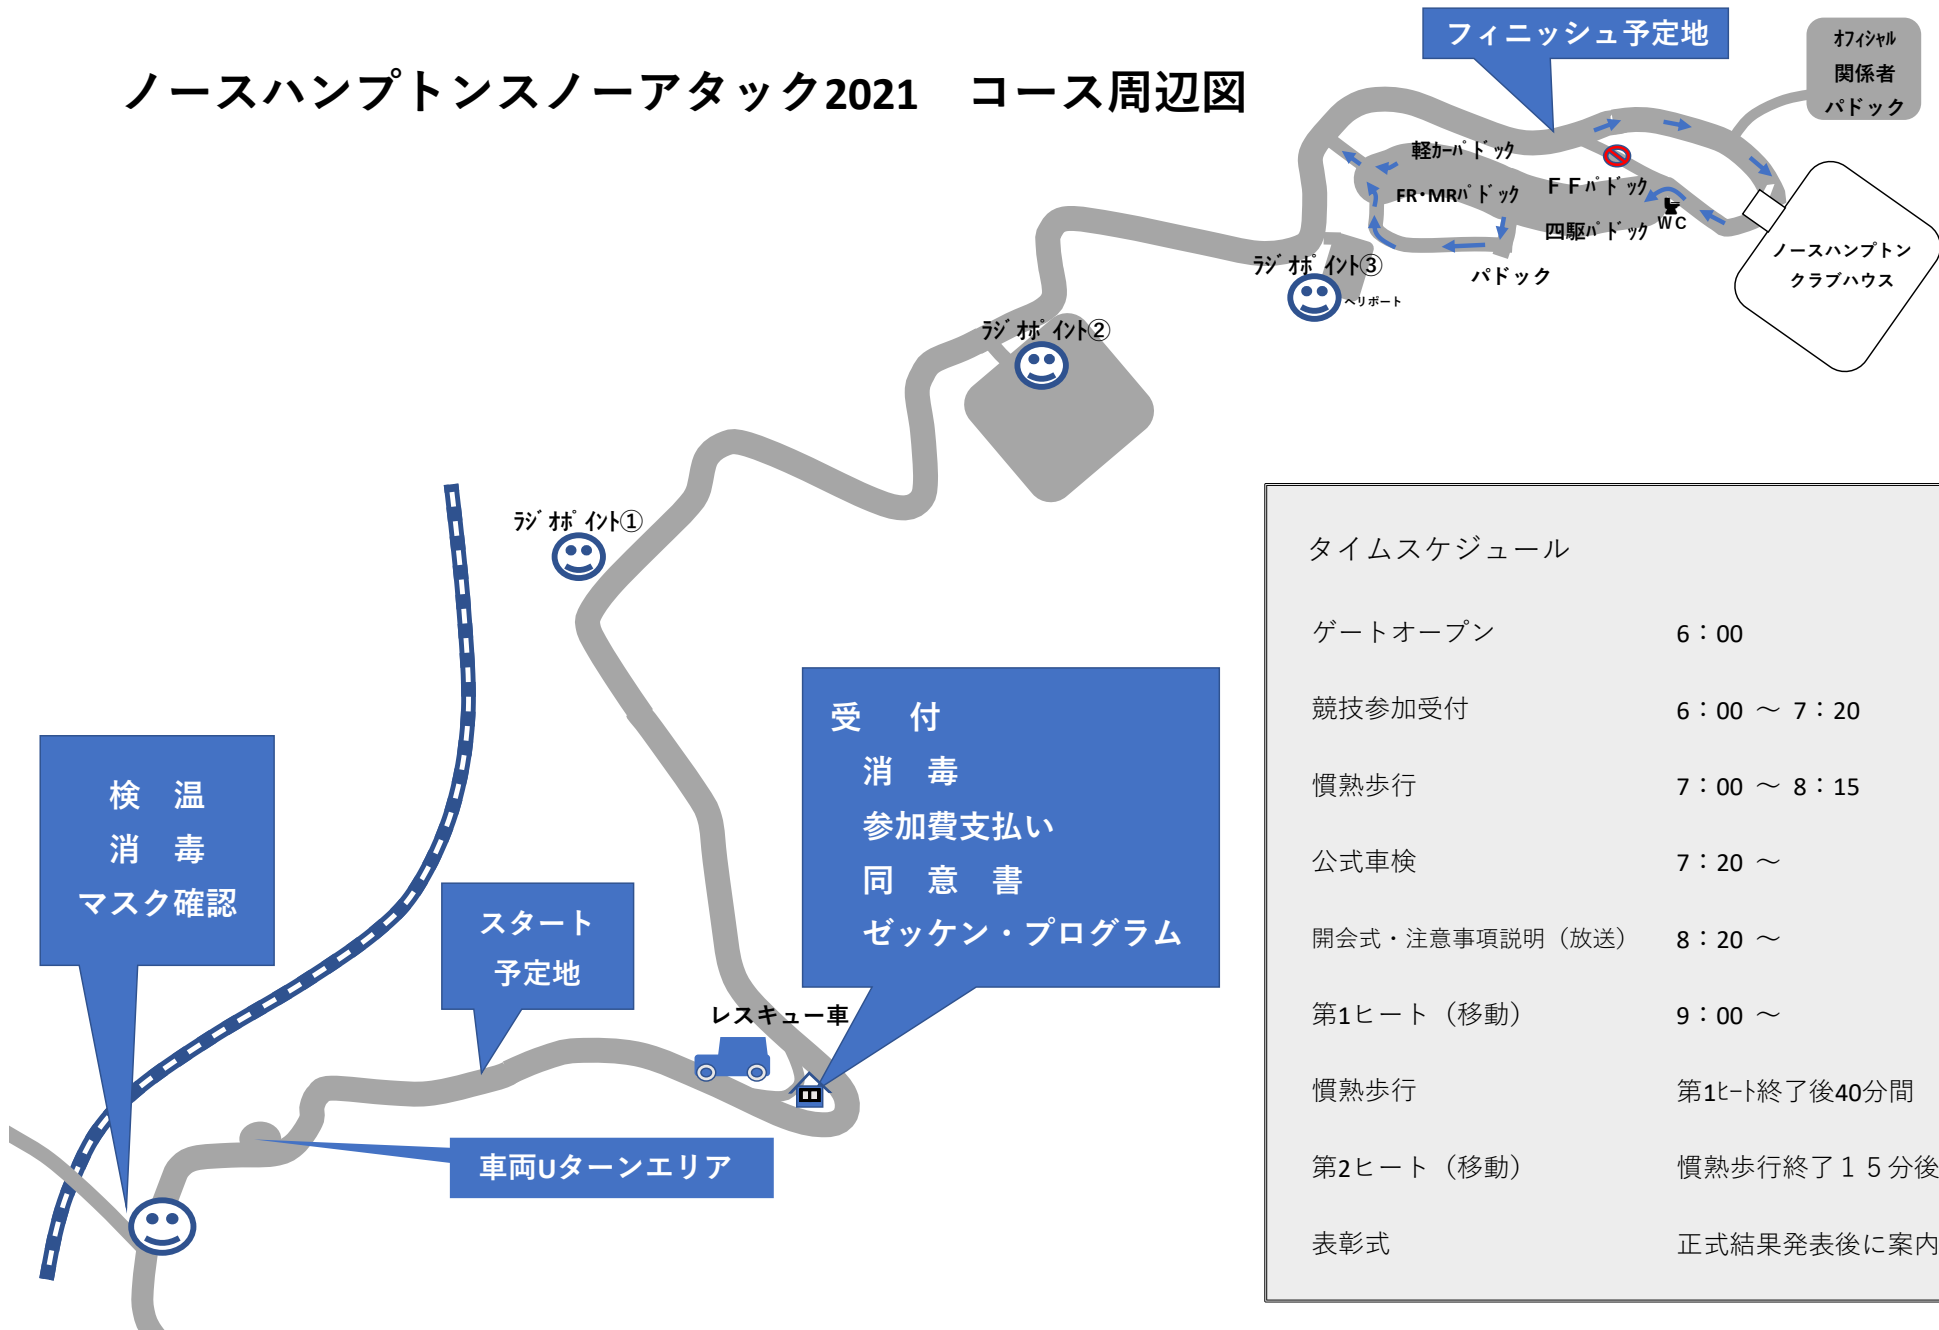 ノースハンプトンスノーアタック2021　コース周辺図
フィニッシュ予定地
オフィシャル
関係者
パドック
軽カーパドック
FR・MRパドック
ＦＦパドック
四駆パドック
WC
パドック
ノースハンプトン
クラブハウス
ラジオポイント③
ヘリポート
ラジオポイント②
ラジオポイント①
検　温
消　毒
マスク確認
スタート
予定地
受　付
消　毒
参加費支払い
同　意　書
ゼッケン・プログラム
レスキュー車
車両Uターンエリア
タイムスケジュール
ゲートオープン　6：00
競技参加受付　6：00 ～ 7：20
慣熟歩行　7：00 ～ 8：15
公式車検　7：20 ～
開会式・注意事項説明（放送）　8：20 ～
第1ヒート（移動）　9：00 ～
慣熟歩行　第1ヒート終了後40分間
第2ヒート（移動）　慣熟歩行終了１５分後
表彰式　正式結果発表後に案内